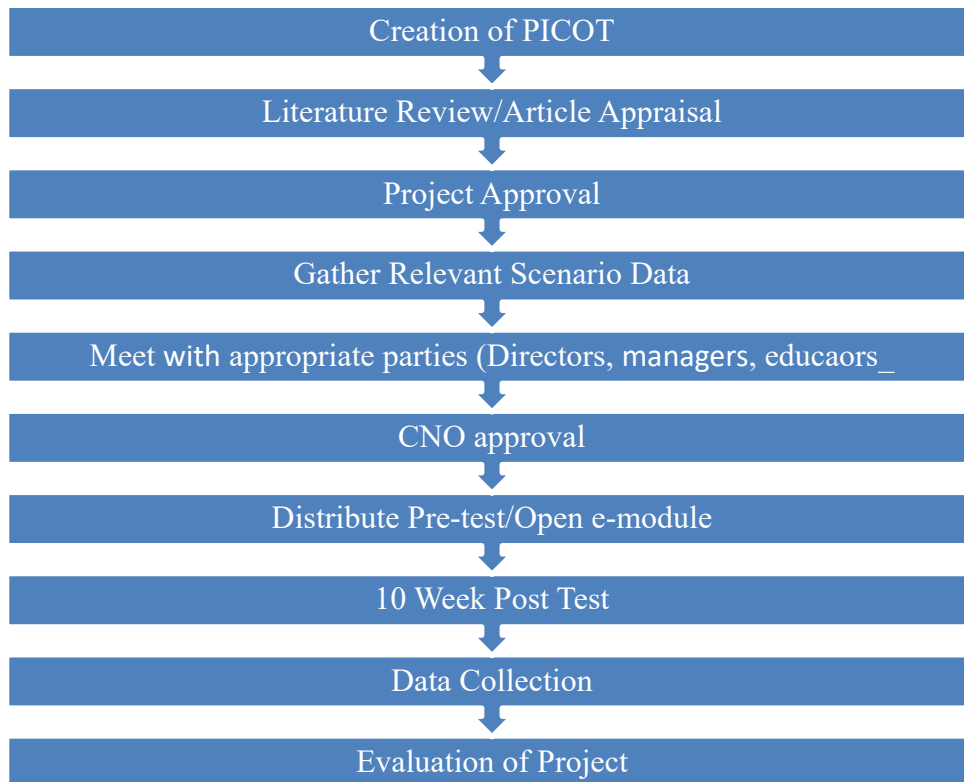 Creation of PICOT
Literature Review/Article Appraisal
Project Approval
Gather Relevant Scenario Data
Meet with appropriate parties (Directors, managers, educaors_
CNO approval
Distribute Pre-test/Open e-module
10 Week Post Test
Data Collection
Evaluation of Project